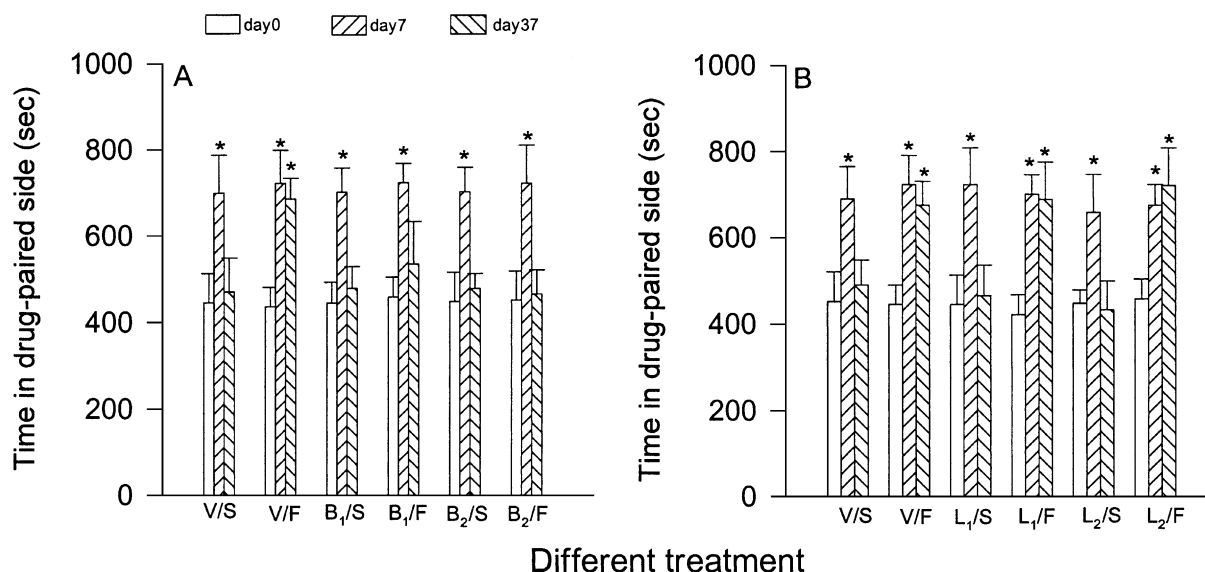 day0 day7 day37
A
Time in drug-paired side (sec)
1000
800
600
400
200
0
* * * * * * *
V/S V/F B₁/S B₁/F B₂/S B₂/F
B
Time in drug-paired side (sec)
1000
800
600
400
200
0
* * * * * * * * *
V/S V/F L₁/S L₁/F L₂/S L₂/F
Different treatment